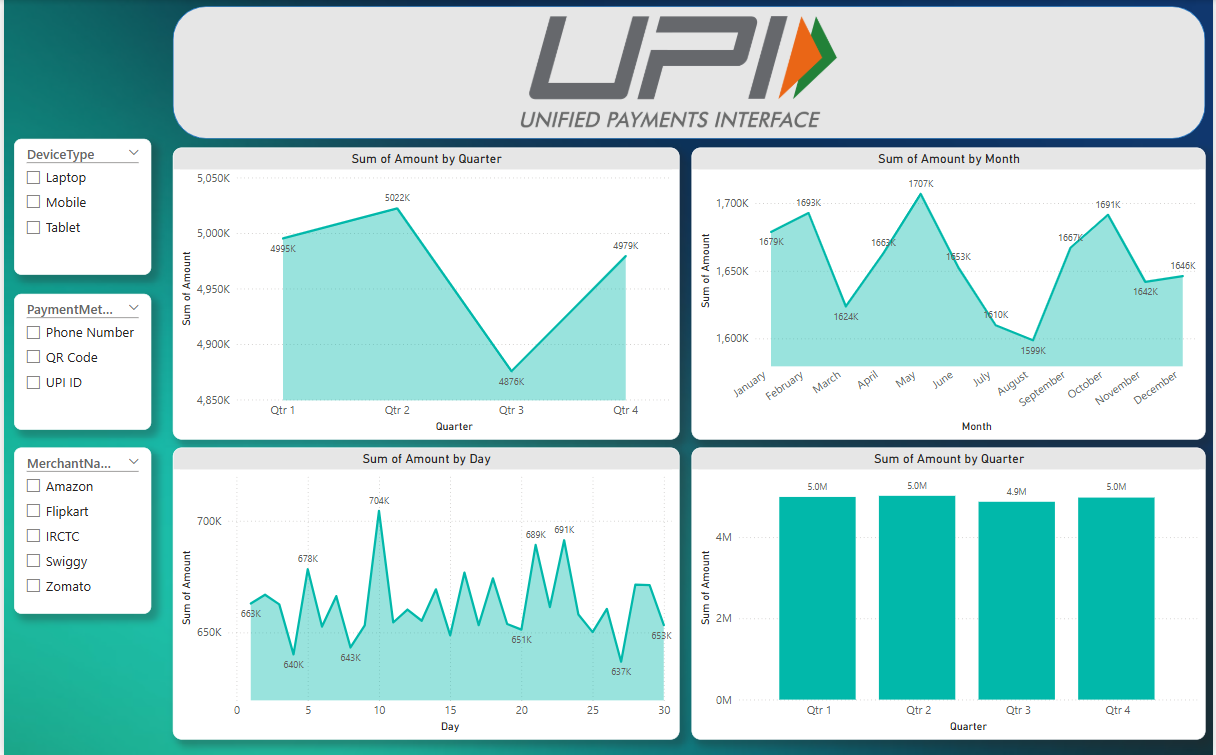 UPI
UNIFIED PAYMENTS INTERFACE
DeviceType
Laptop
Mobile
Tablet
PaymentMet...
Phone Number
QR Code
UPI ID
MerchantNa...
Amazon
Flipkart
IRCTC
Swiggy
Zomato
Sum of Amount by Quarter
5,050K
5,000K
4,950K
4,900K
4,850K
Sum of Amount
4995K
5022K
4876K
4979K
Qtr 1 Qtr 2 Qtr 3 Qtr 4
Quarter
Sum of Amount by Month
1,700K
1,650K
1,600K
Sum of Amount
1679K
1693K
1624K
1663K
1707K
1653K
1610K
1599K
1667K
1691K
1642K
1646K
January February March April May June July August September October November December
Month
Sum of Amount by Day
700K
650K
Sum of Amount
663K
640K
678K
643K
704K
651K
689K
691K
637K
653K
0 5 10 15 20 25 30
Day
Sum of Amount by Quarter
4M
2M
0M
Sum of Amount
5.0M 5.0M 4.9M 5.0M
Qtr 1 Qtr 2 Qtr 3 Qtr 4
Quarter